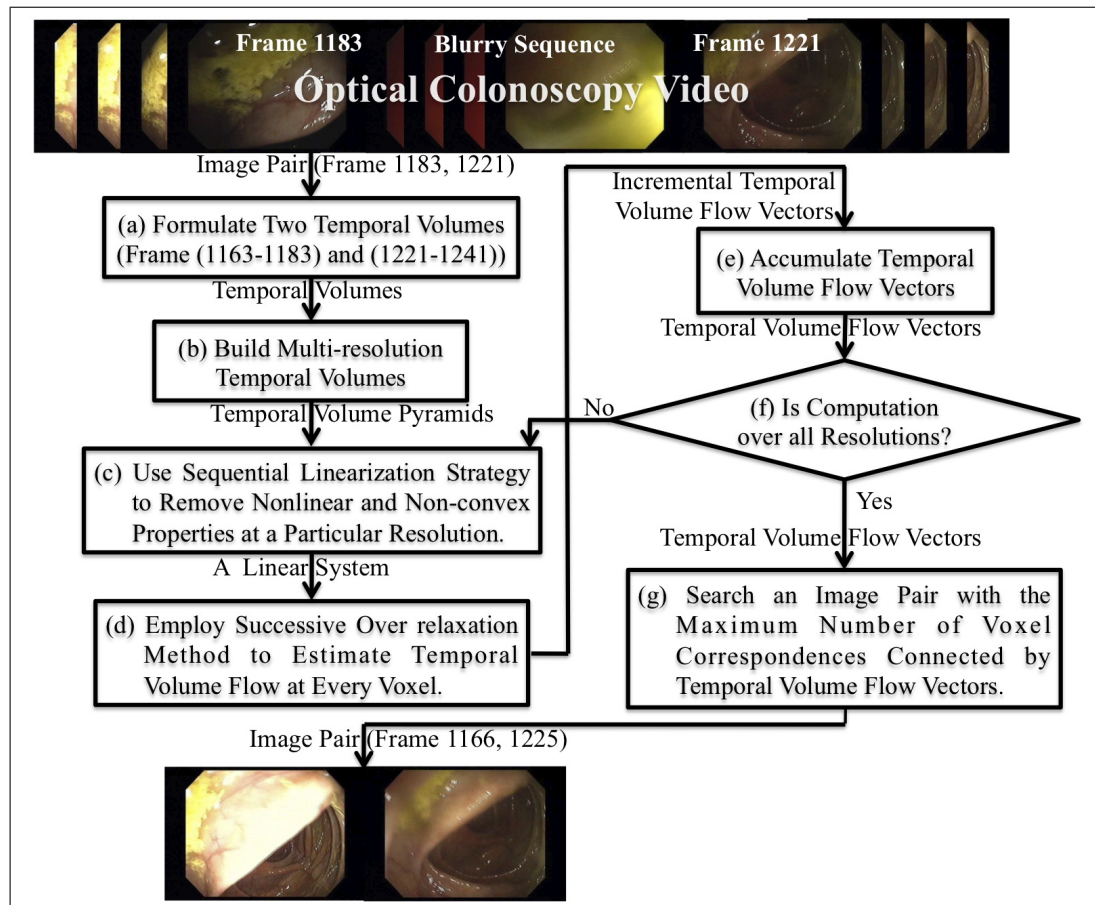 Frame 1183
Blurry Sequence
Frame 1221
Optical Colonoscopy Video
Image Pair (Frame 1183, 1221)
(a) Formulate Two Temporal Volumes
(Frame (1163-1183) and (1221-1241))
Temporal Volumes
(b) Build Multi-resolution
Temporal Volumes
Temporal Volume Pyramids
(c) Use Sequential Linearization Strategy
to Remove Nonlinear and Non-convex
Properties at a Particular Resolution.
A Linear System
(d) Employ Successive Over relaxation
Method to Estimate Temporal
Volume Flow at Every Voxel.
Incremental Temporal
Volume Flow Vectors
(e) Accumulate Temporal
Volume Flow Vectors
Temporal Volume Flow Vectors
(f) Is Computation
over all Resolutions?
No
Yes
Temporal Volume Flow Vectors
(g) Search an Image Pair with the
Maximum Number of Voxel
Correspondences Connected by
Temporal Volume Flow Vectors.
Image Pair (Frame 1166, 1225)